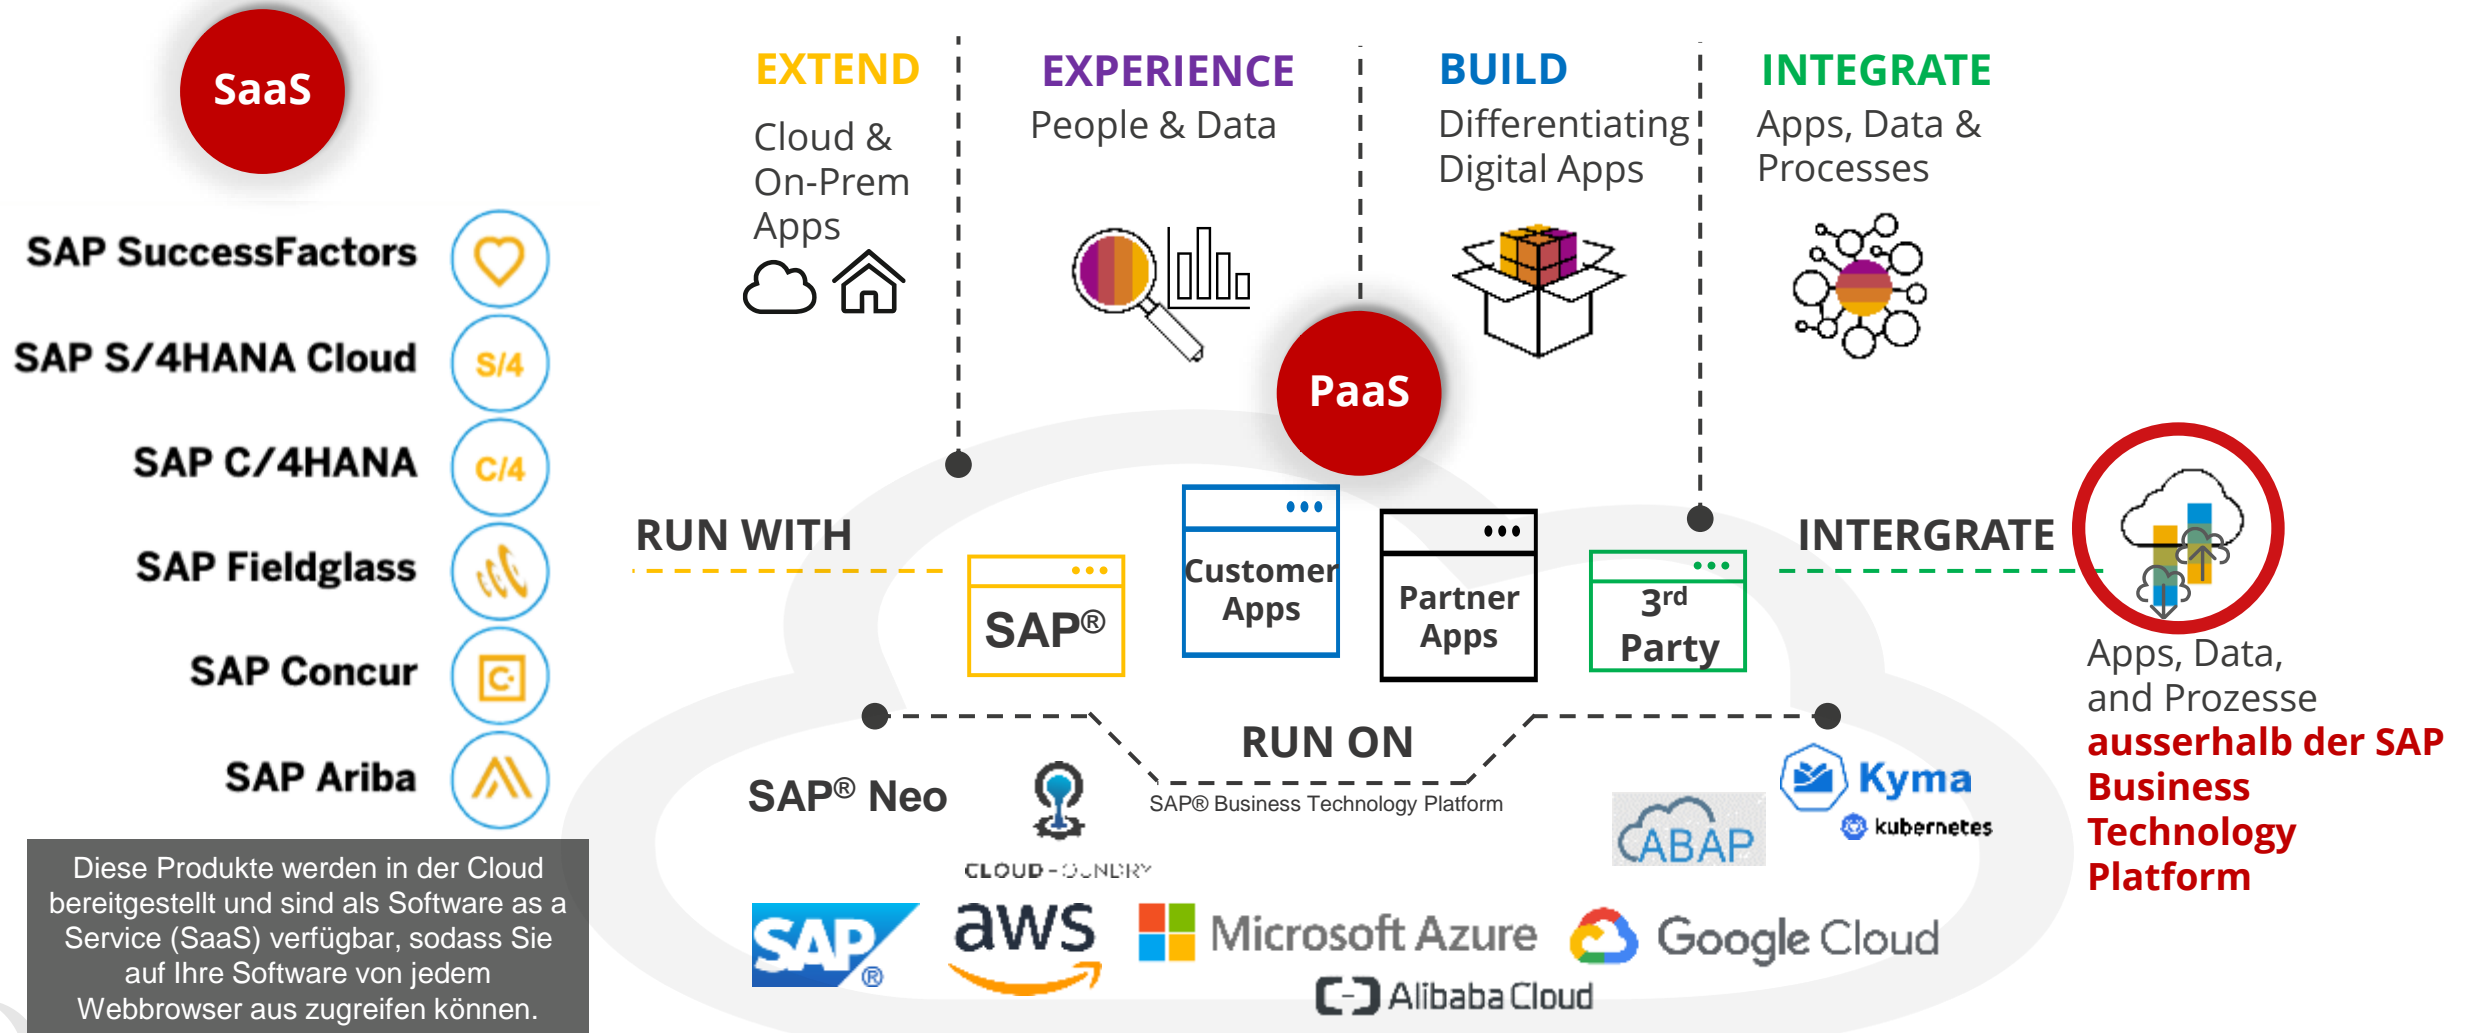 SaaS
SAP SuccessFactors
SAP S/4HANA Cloud
S/4
SAP C/4HANA
C/4
SAP Fieldglass
SAP Concur
C
SAP Ariba
Diese Produkte werden in der Cloud
bereitgestellt und sind als Software as a
Service (SaaS) verfügbar, sodass Sie
auf Ihre Software von jedem
Webbrowser aus zugreifen können.
EXTEND
Cloud &
On-Prem
Apps
EXPERIENCE
People & Data
BUILD
Differentiating
Digital Apps
INTEGRATE
Apps, Data &
Processes
PaaS
RUN WITH
SAP®
Customer
Apps
Partner
Apps
3rd
Party
INTERGRATE
Apps, Data,
and Prozesse
ausserhalb der SAP
Business
Technology
Platform
RUN ON
SAP® Business Technology Platform
SAP® Neo
CLOUD FOUNDRY
ABAP
Kyma
kubernetes
SAP®
aws
Microsoft Azure
Google Cloud
Alibaba Cloud